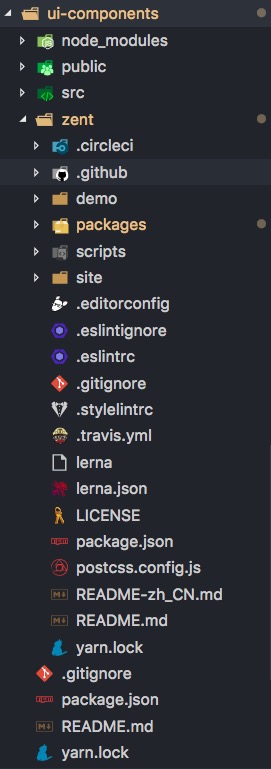 ui-components
node_modules
public
src
zent
.circleci
.github
demo
packages
scripts
site
.editorconfig
.eslintignore
.eslintrc
.gitignore
.stylelintrc
.travis.yml
lerna
lerna.json
LICENSE
package.json
postcss.config.js
README-zh_CN.md
README.md
yarn.lock
.gitignore
package.json
README.md
yarn.lock